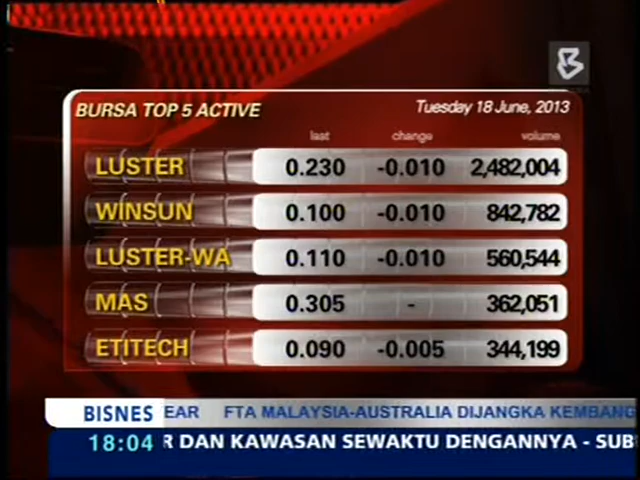 BURSA TOP 5 ACTIVE Tuesday 18 June, 2013
last change volume
LUSTER 0.230 -0.010 2,482,004
WINSUN 0.100 -0.010 842,782
LUSTER-WA 0.110 -0.010 560,544
MAS 0.305 - 362,051
ETITECH 0.090 -0.005 344,199
BISNES EAR FTA MALAYSIA-AUSTRALIA DIJANGKA KEMBANG
18:04 R DAN KAWASAN SEWAKTU DENGANNYA - SUB